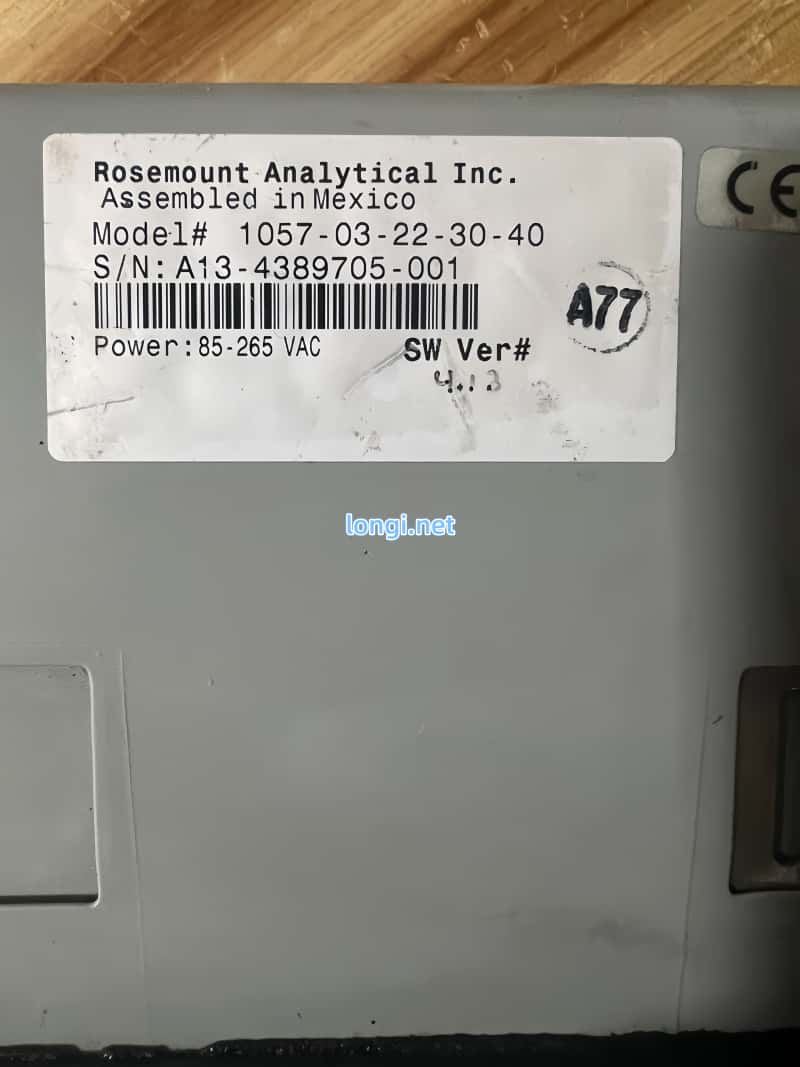 Rosemount Analytical Inc.
Assembled in Mexico
Model# 1057-03-22-30-40
S/N: A13-4389705-001
Power: 85-265 VAC
SW Ver#
4.13
A77
CE
longi.net